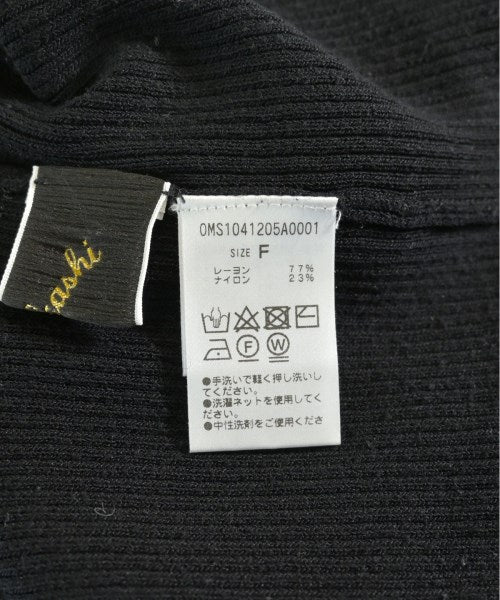 kashi
OMS1041205A0001
SIZE F
レーヨン 77%
ナイロン 23%
F W
●手洗いで軽く押し洗いし
てください。
●洗濯ネットを使用してく
ださい。
●中性洗剤をご使用くださ